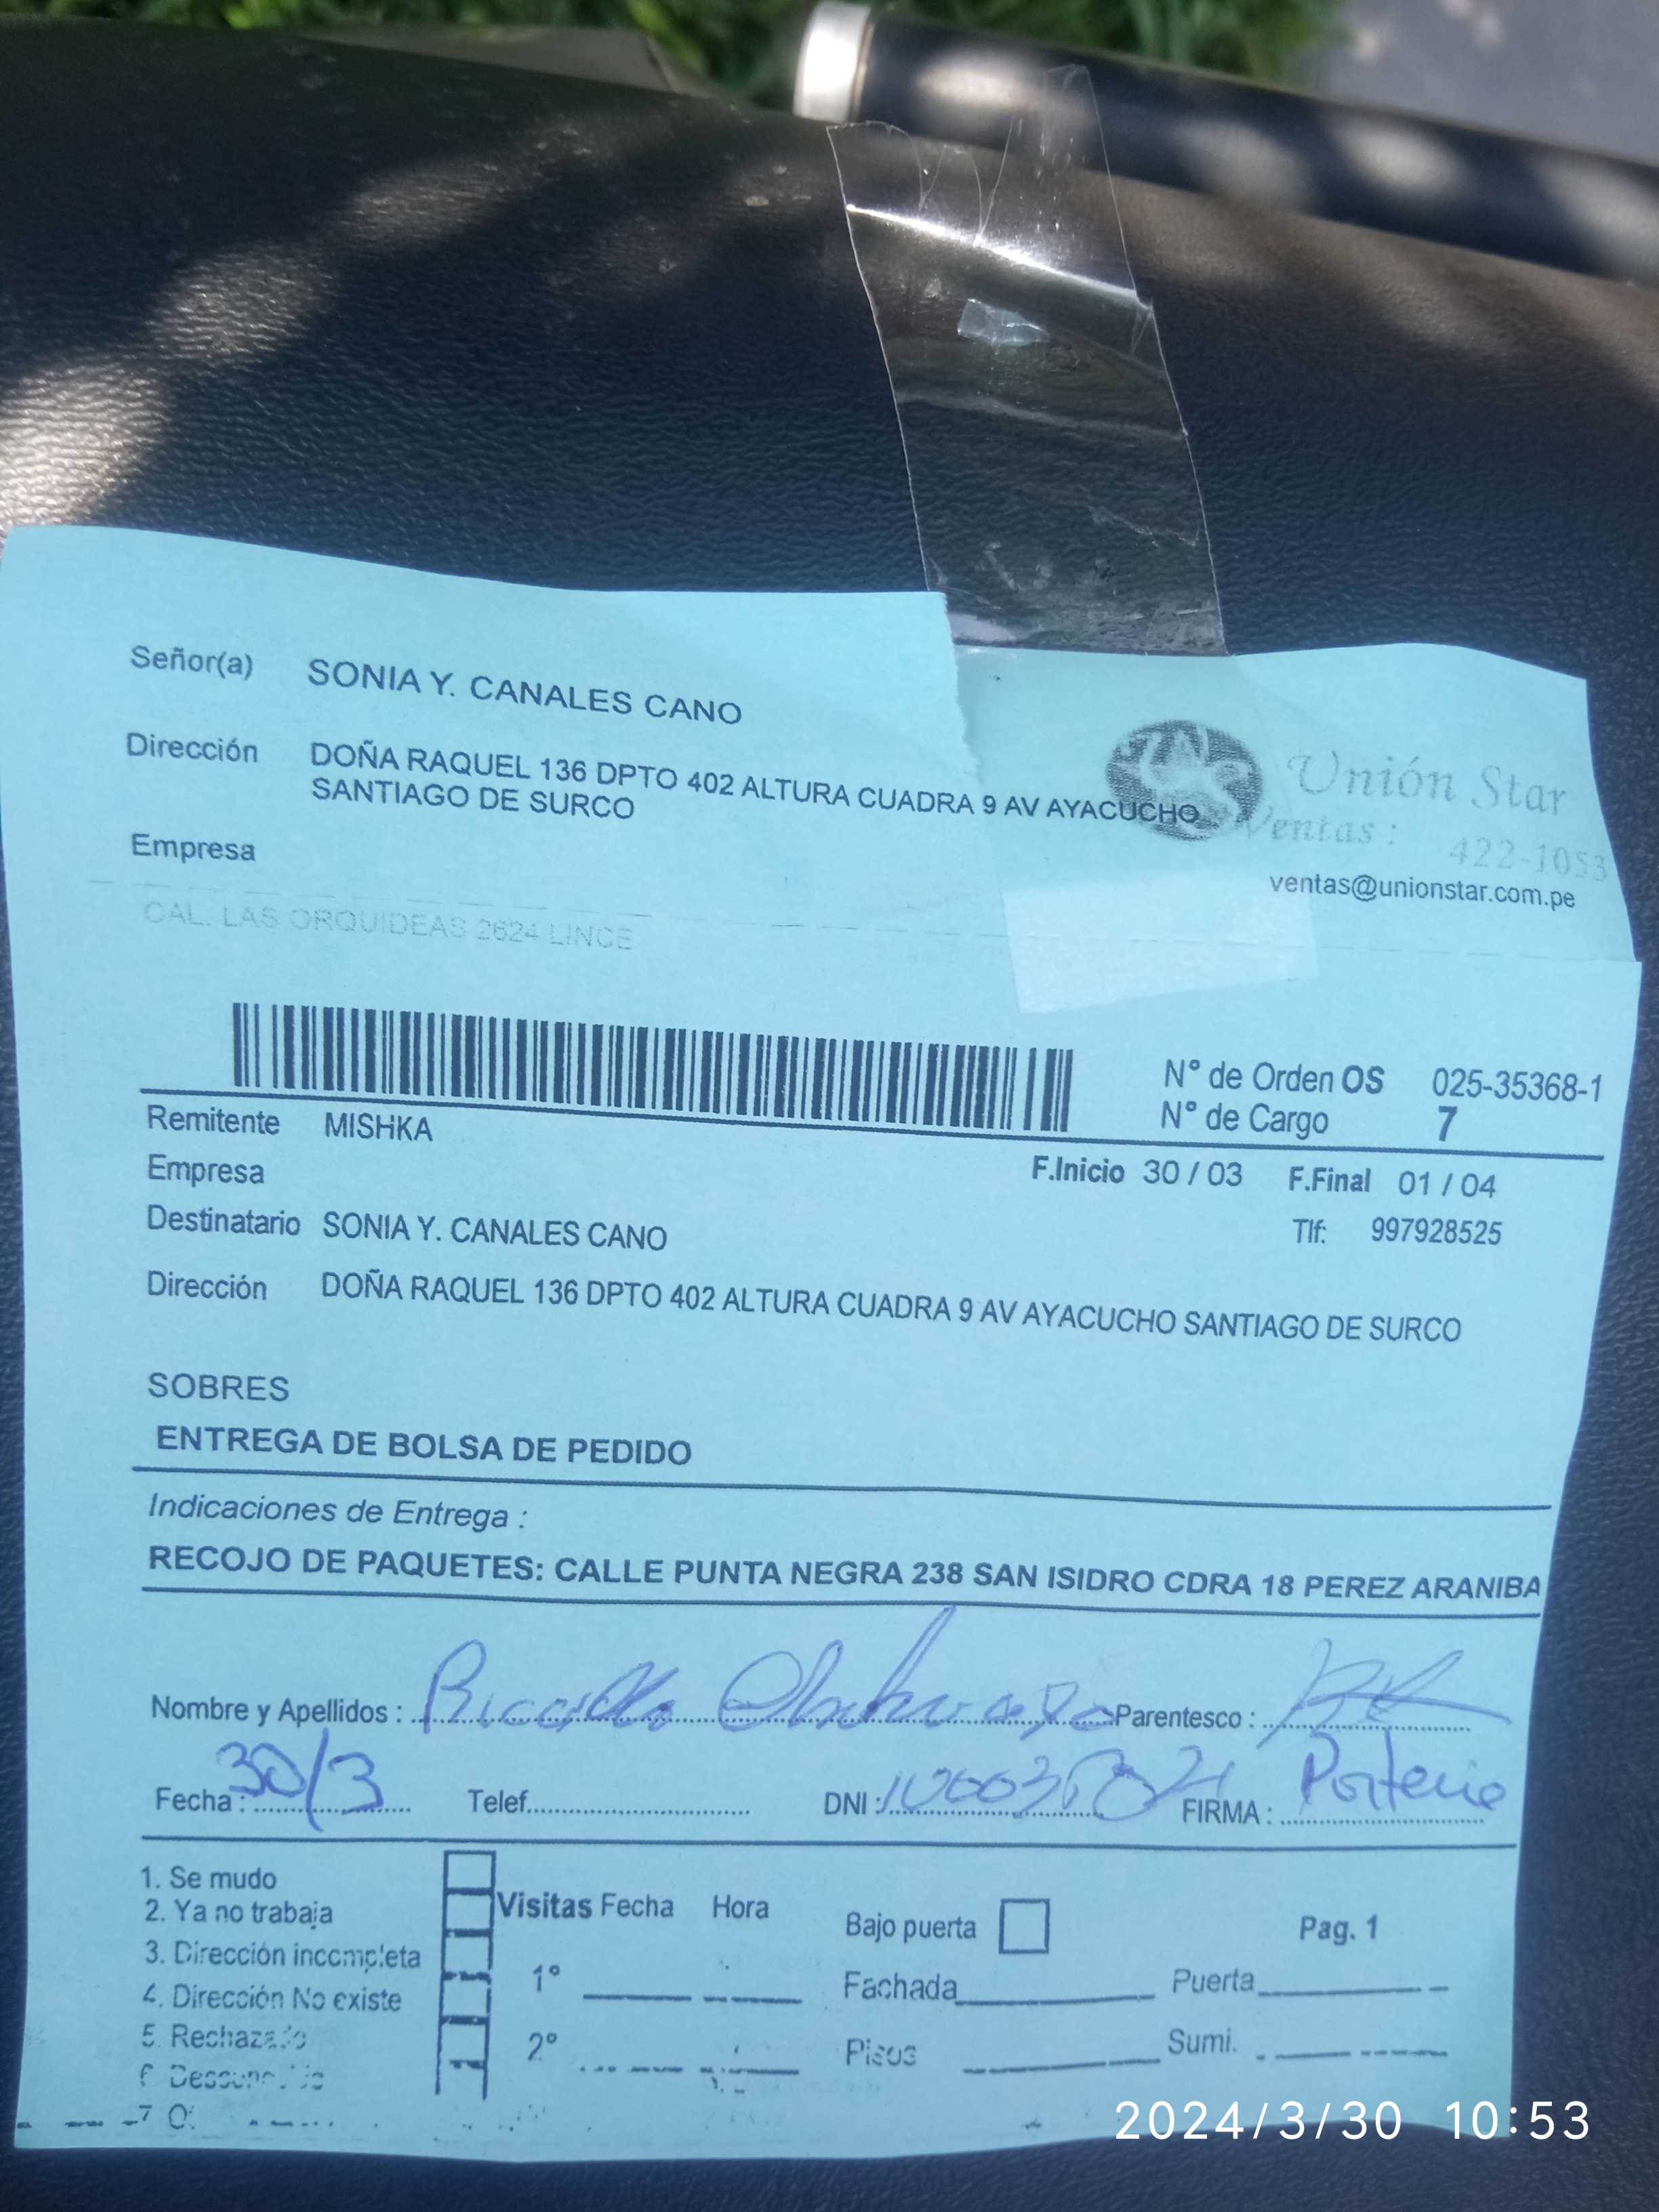 Señor(a) SONIA Y. CANALES CANO
Dirección DOÑA RAQUEL 136 DPTO 402 ALTURA CUADRA 9 AV AYACUCHO
SANTIAGO DE SURCO
Unión Star
Ventas : 422-1053
ventas@unionstar.com.pe
Empresa
CAL. LAS ORQUIDEAS 2624 LINCE
Nº de Orden OS 025-35368-1
Nº de Cargo 7
Remitente MISHKA
Empresa F.Inicio 30 / 03 F.Final 01 / 04
Destinatario SONIA Y. CANALES CANO Tlf: 997928525
Dirección DOÑA RAQUEL 136 DPTO 402 ALTURA CUADRA 9 AV AYACUCHO SANTIAGO DE SURCO
SOBRES
ENTREGA DE BOLSA DE PEDIDO
Indicaciones de Entrega :
RECOJO DE PAQUETES: CALLE PUNTA NEGRA 238 SAN ISIDRO CDRA 18 PEREZ ARANIBA
Nombre y Apellidos : Parentesco :
Fecha : 30/3 Telef. DNI : FIRMA :
1. Se mudo
2. Ya no trabaja
3. Dirección incompleta
4. Dirección No existe
5. Rechazado
Visitas Fecha Hora
1º
2º
Bajo puerta Pag. 1
Fachada Puerta
Pisos Sumi.
2024/3/30 10:53